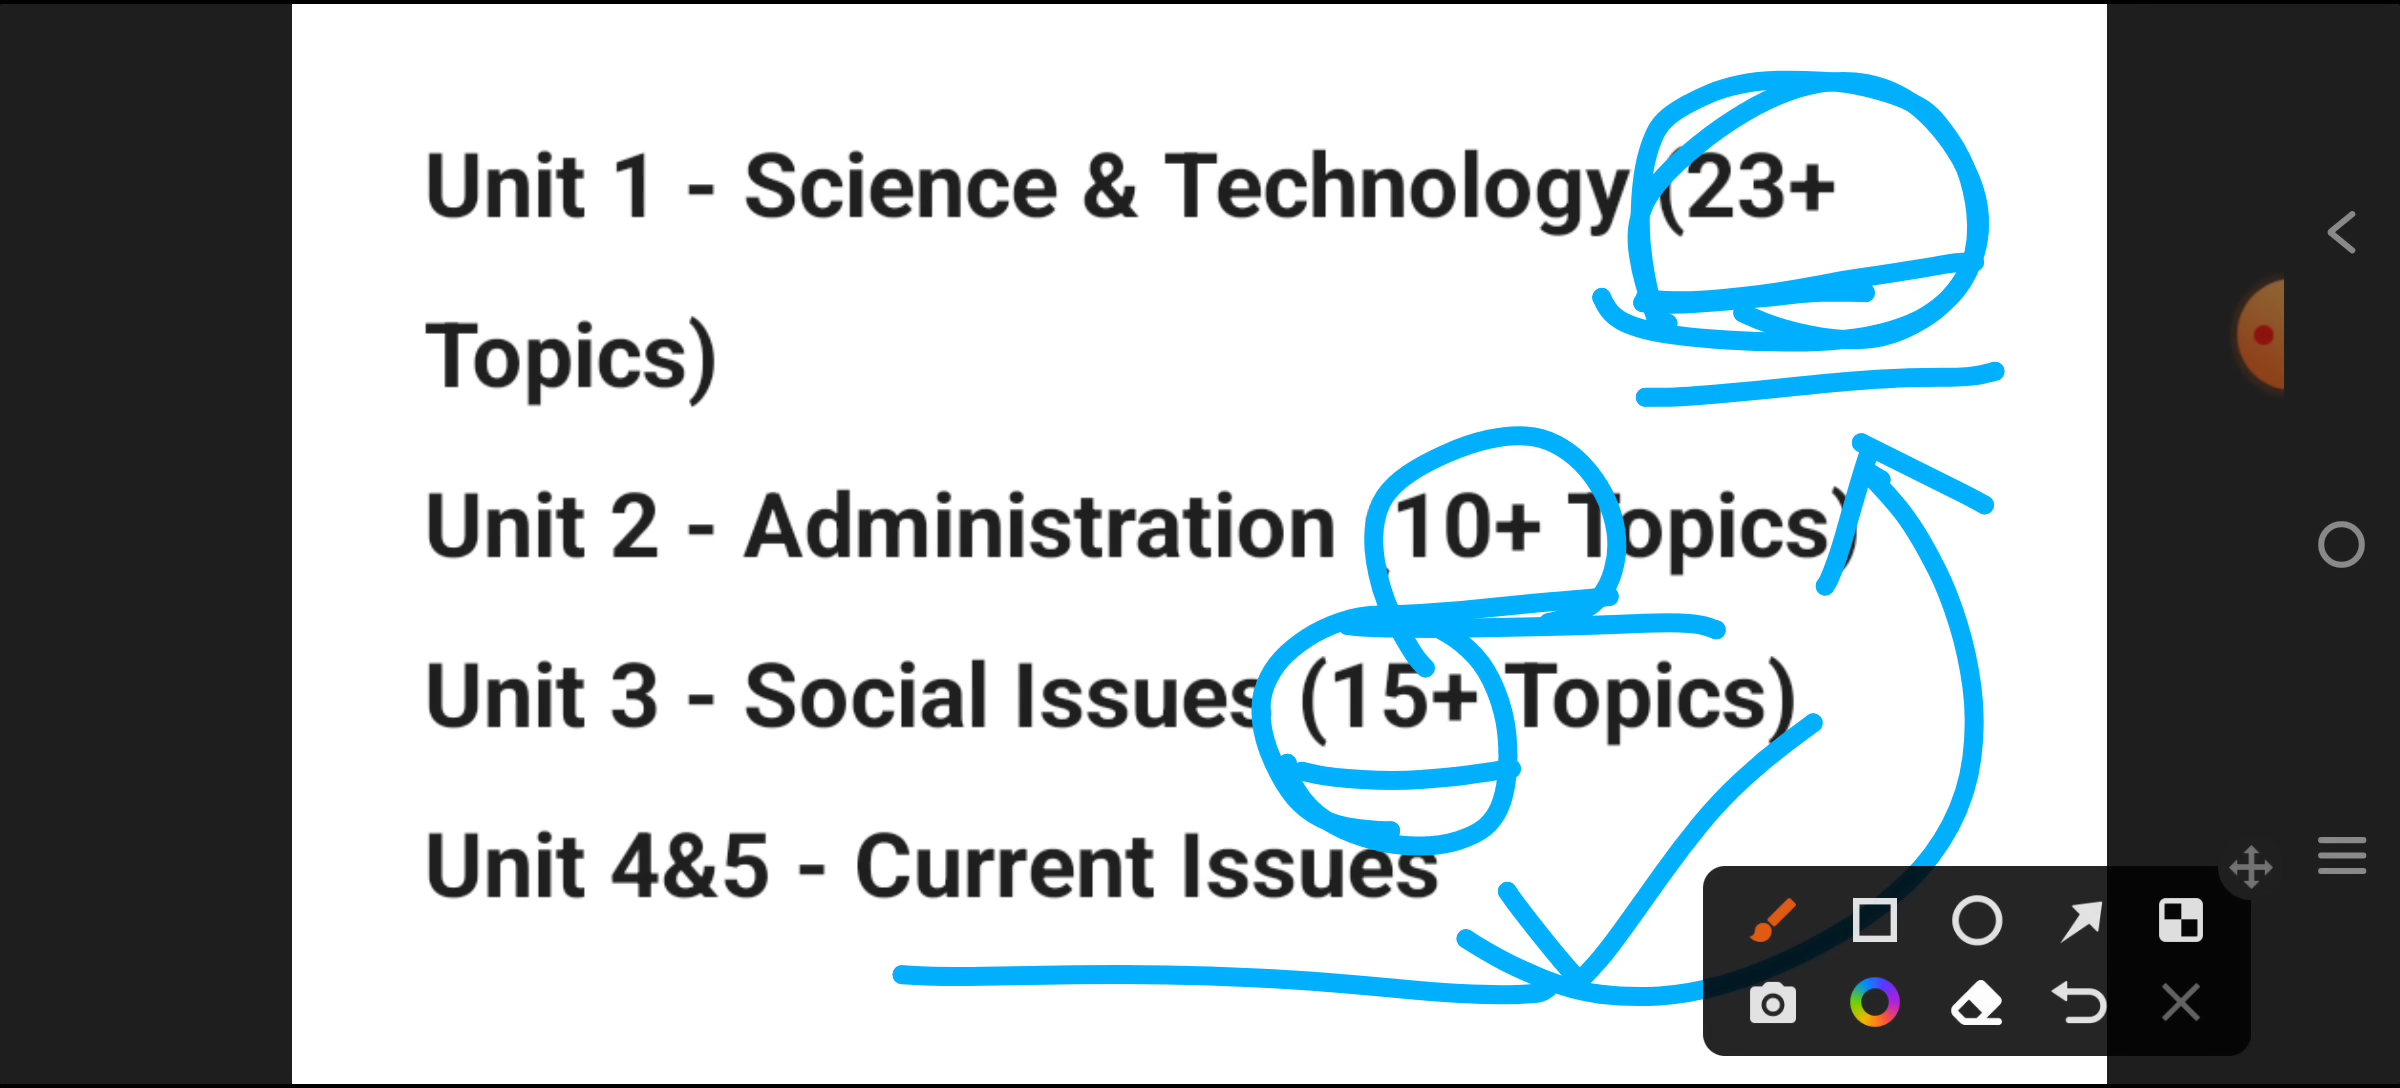 Unit 1 - Science & Technology (23+
Topics)
Unit 2 - Administration (10+ Topics)
Unit 3 - Social Issues (15+ Topics)
Unit 4&5 - Current Issues